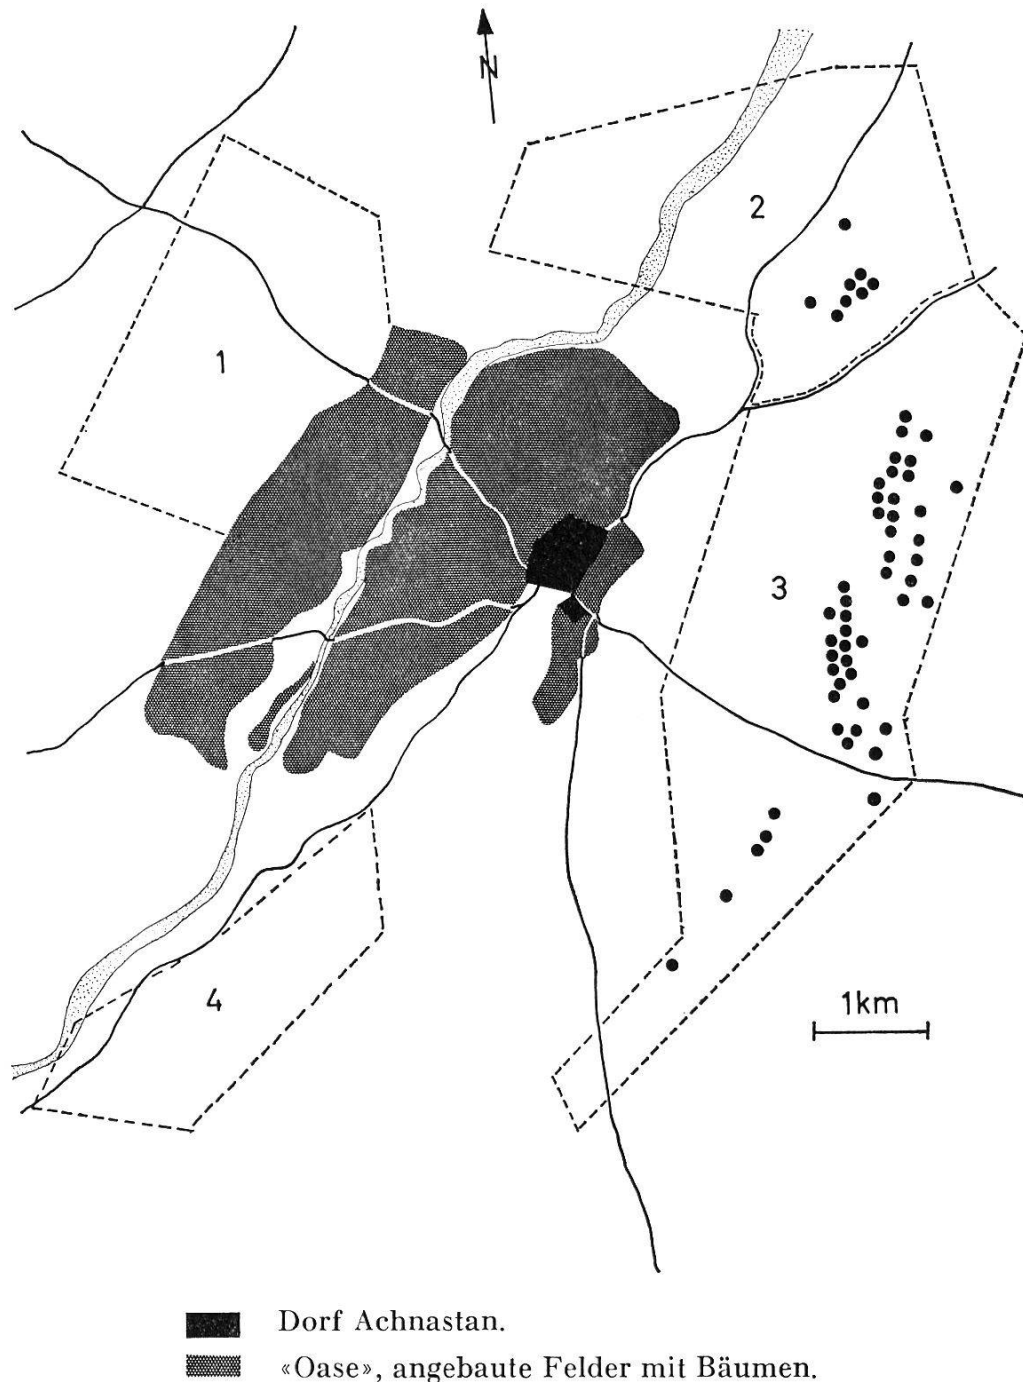 N
2
1
3
4
1km
Dorf Achnastan.
«Oase», angebaute Felder mit Bäumen.